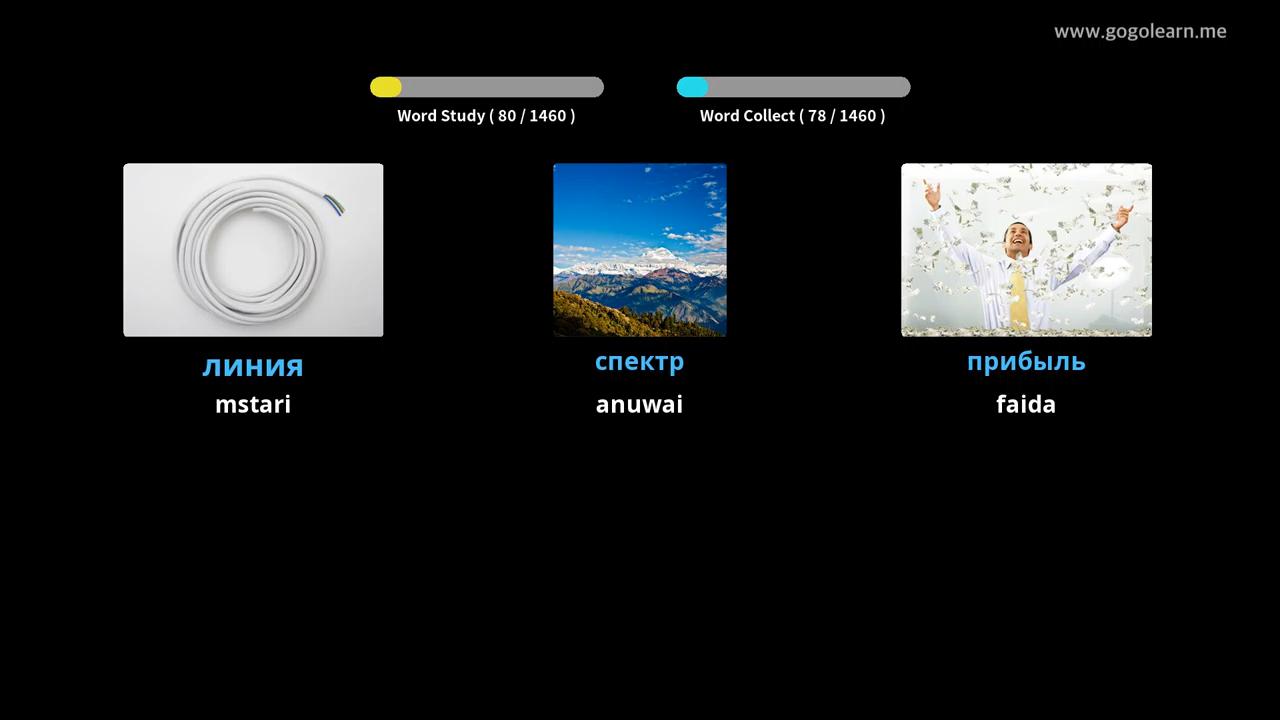 www.gogolearn.me
Word Study ( 80 / 1460 )
Word Collect ( 78 / 1460 )
линия
спектр
прибыль
mstari
anuwai
faida